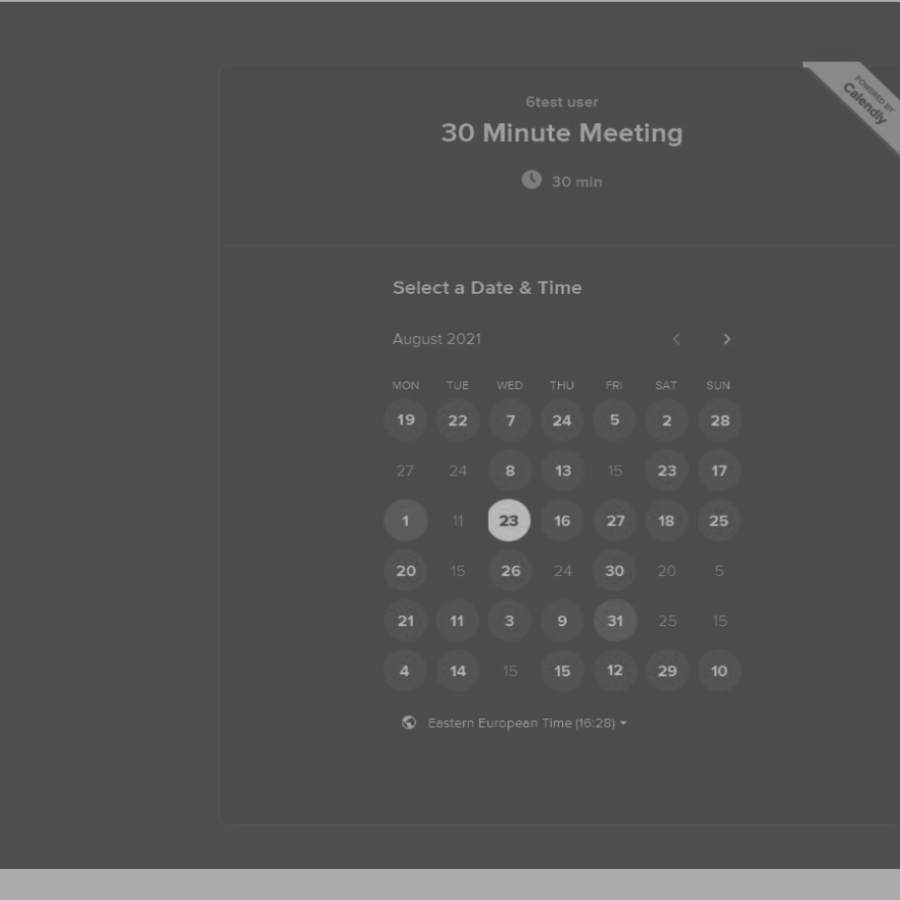 POWERED BY
Calendly
6test user
30 Minute Meeting
30 min
Select a Date & Time
August 2021
MON TUE WED THU FRI SAT SUN
19 22 7 24 5 2 28
27 24 8 13 15 23 17
1 11 23 16 27 18 25
20 15 26 24 30 20 5
21 11 3 9 31 25 15
4 14 15 15 12 29 10
Eastern European Time (16:28)